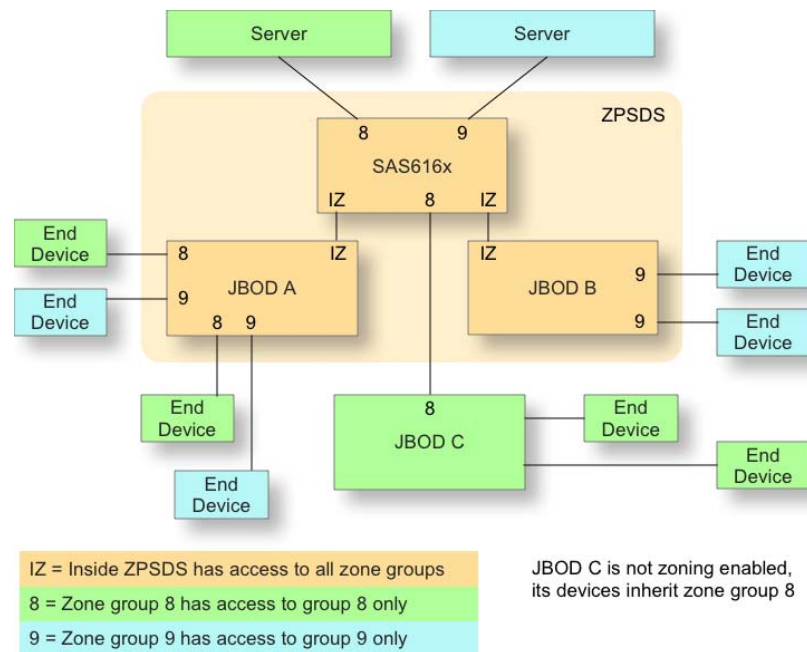 Server
Server
ZPSDS
8
9
SAS616x
IZ
8
IZ
End
Device
8
IZ
IZ
End
Device
9
JBOD A
JBOD B
9
End
Device
8
9
9
End
Device
End
Device
8
JBOD C
End
Device
End
Device
End
Device
IZ = Inside ZPSDS has access to all zone groups
8 = Zone group 8 has access to group 8 only
9 = Zone group 9 has access to group 9 only
JBOD C is not zoning enabled,
its devices inherit zone group 8